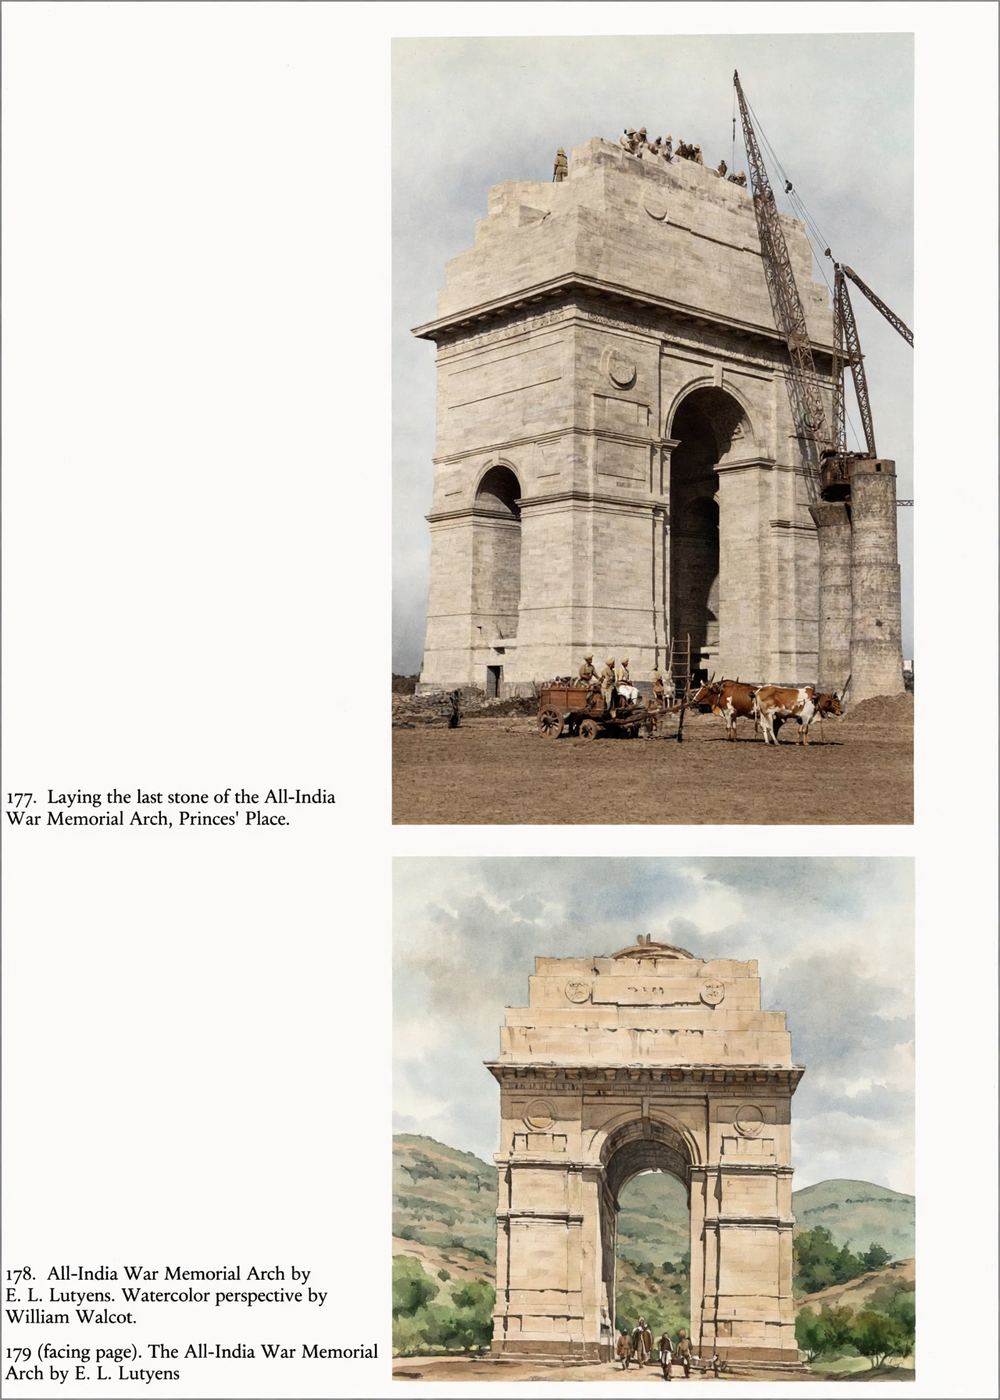 177. Laying the last stone of the All-India
War Memorial Arch, Princes' Place.
178. All-India War Memorial Arch by
E. L. Lutyens. Watercolor perspective by
William Walcot.
179 (facing page). The All-India War Memorial
Arch by E. L. Lutyens